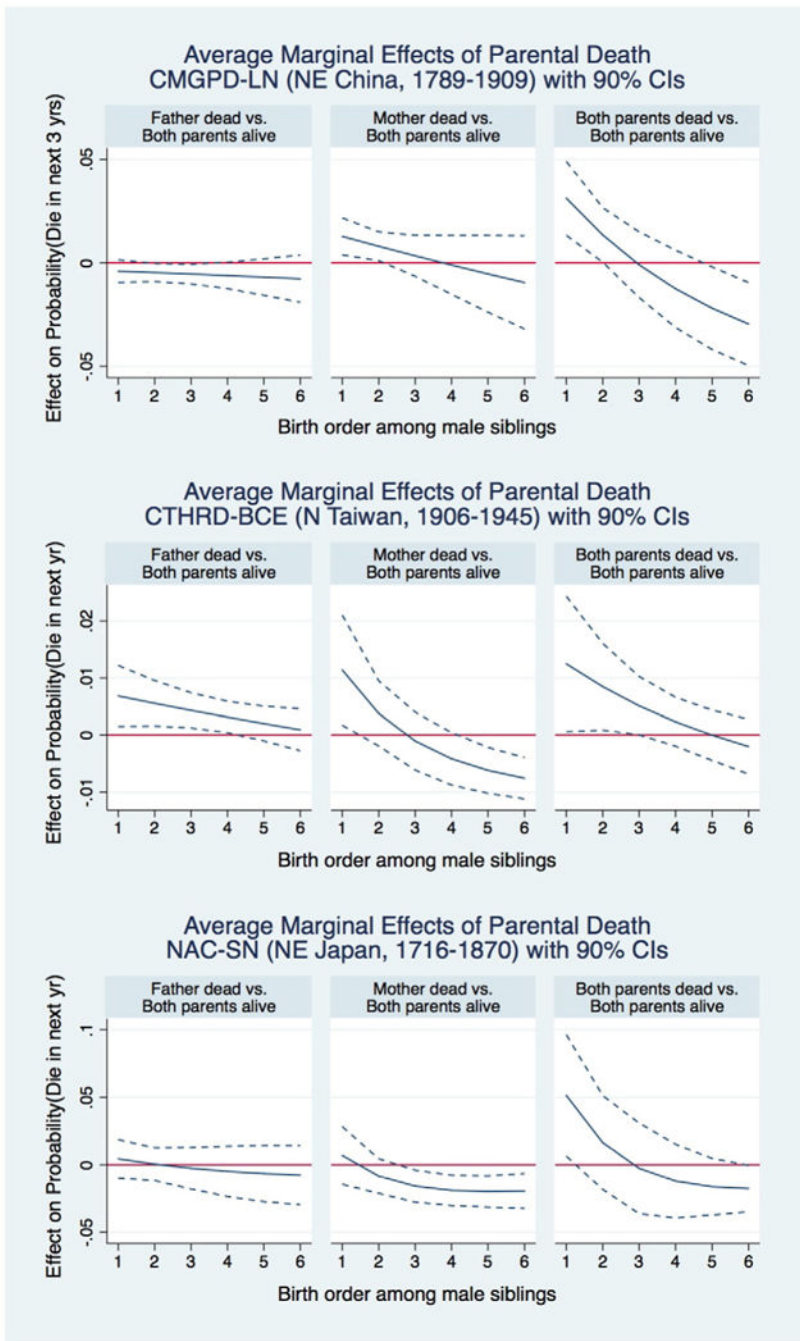 Average Marginal Effects of Parental Death
CMGPD-LN (NE China, 1789-1909) with 90% CIs
Father dead vs.
Both parents alive
Mother dead vs.
Both parents alive
Both parents dead vs.
Both parents alive
Effect on Probability(Die in next 3 yrs)
.05
0
-.05
1 2 3 4 5 6
1 2 3 4 5 6
1 2 3 4 5 6
Birth order among male siblings
Average Marginal Effects of Parental Death
CTHRD-BCE (N Taiwan, 1906-1945) with 90% CIs
Father dead vs.
Both parents alive
Mother dead vs.
Both parents alive
Both parents dead vs.
Both parents alive
Effect on Probability(Die in next yr)
.02
.01
0
-.01
1 2 3 4 5 6
1 2 3 4 5 6
1 2 3 4 5 6
Birth order among male siblings
Average Marginal Effects of Parental Death
NAC-SN (NE Japan, 1716-1870) with 90% CIs
Father dead vs.
Both parents alive
Mother dead vs.
Both parents alive
Both parents dead vs.
Both parents alive
Effect on Probability(Die in next yr)
.1
.05
0
-.05
1 2 3 4 5 6
1 2 3 4 5 6
1 2 3 4 5 6
Birth order among male siblings